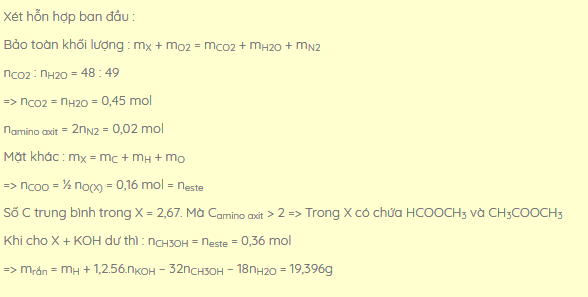 Xét hỗn hợp ban đầu :
Bảo toàn khối lượng : mX + mO2 = mCO2 + mH2O + mN2
nCO2 : nH2O = 48 : 49
=> nCO2 = nH2O = 0,45 mol
namino axit = 2nN2 = 0,02 mol
Mặt khác : mX = mC + mH + mO
=> nCOO = ½ nO(X) = 0,16 mol = neste
Số C trung bình trong X = 2,67. Mà Camino axit > 2 => Trong X có chứa HCOOCH3 và CH3COOCH3
Khi cho X + KOH dư thì : nCH3OH = neste = 0,36 mol
=> mrắn = mH + 1,2.56.nKOH – 32nCH3OH – 18nH2O = 19,396g